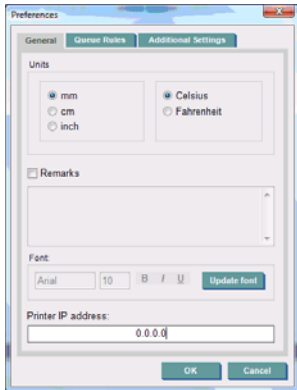 Preferences
General Queue Rules Additional Settings
Units
mm Celsius
cm Fahrenheit
inch
Remarks
Font
Arial 10 B I U Update font
Printer IP address:
0.0.0.0
OK Cancel